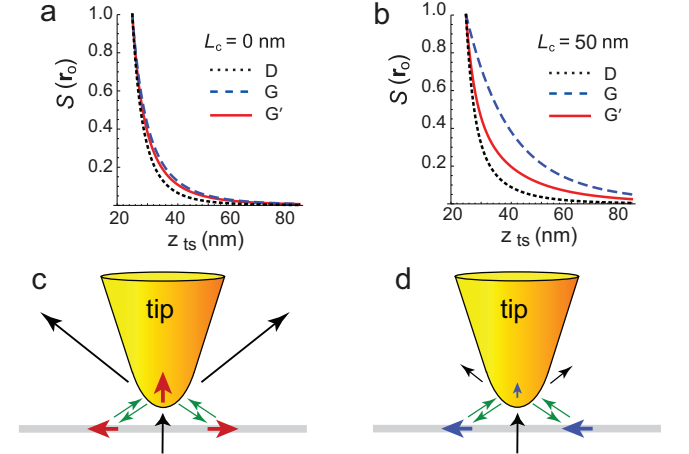 a
S (r₀)
1.0
0.8
0.6
0.4
0.2
L_c = 0 nm
D
G
G′
20
40
60
80
z ts (nm)
b
S (r₀)
1.0
0.8
0.6
0.4
0.2
L_c = 50 nm
D
G
G′
20
40
60
80
z ts (nm)
c
tip
d
tip